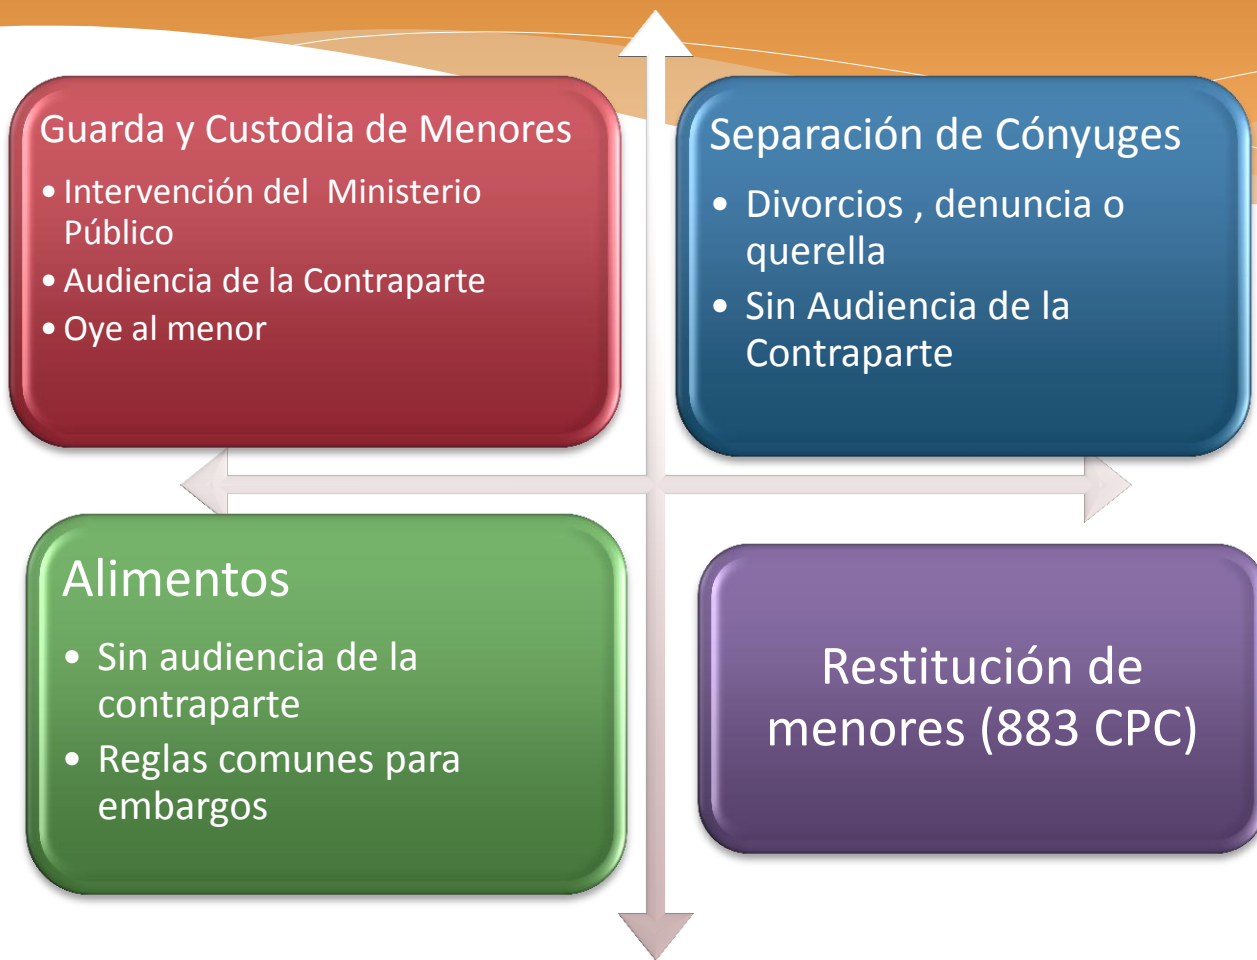 Guarda y Custodia de Menores
• Intervención del Ministerio
Público
• Audiencia de la Contraparte
• Oye al menor
Separación de Cónyuges
• Divorcios , denuncia o
querella
• Sin Audiencia de la
Contraparte
Alimentos
• Sin audiencia de la
contraparte
• Reglas comunes para
embargos
Restitución de
menores (883 CPC)